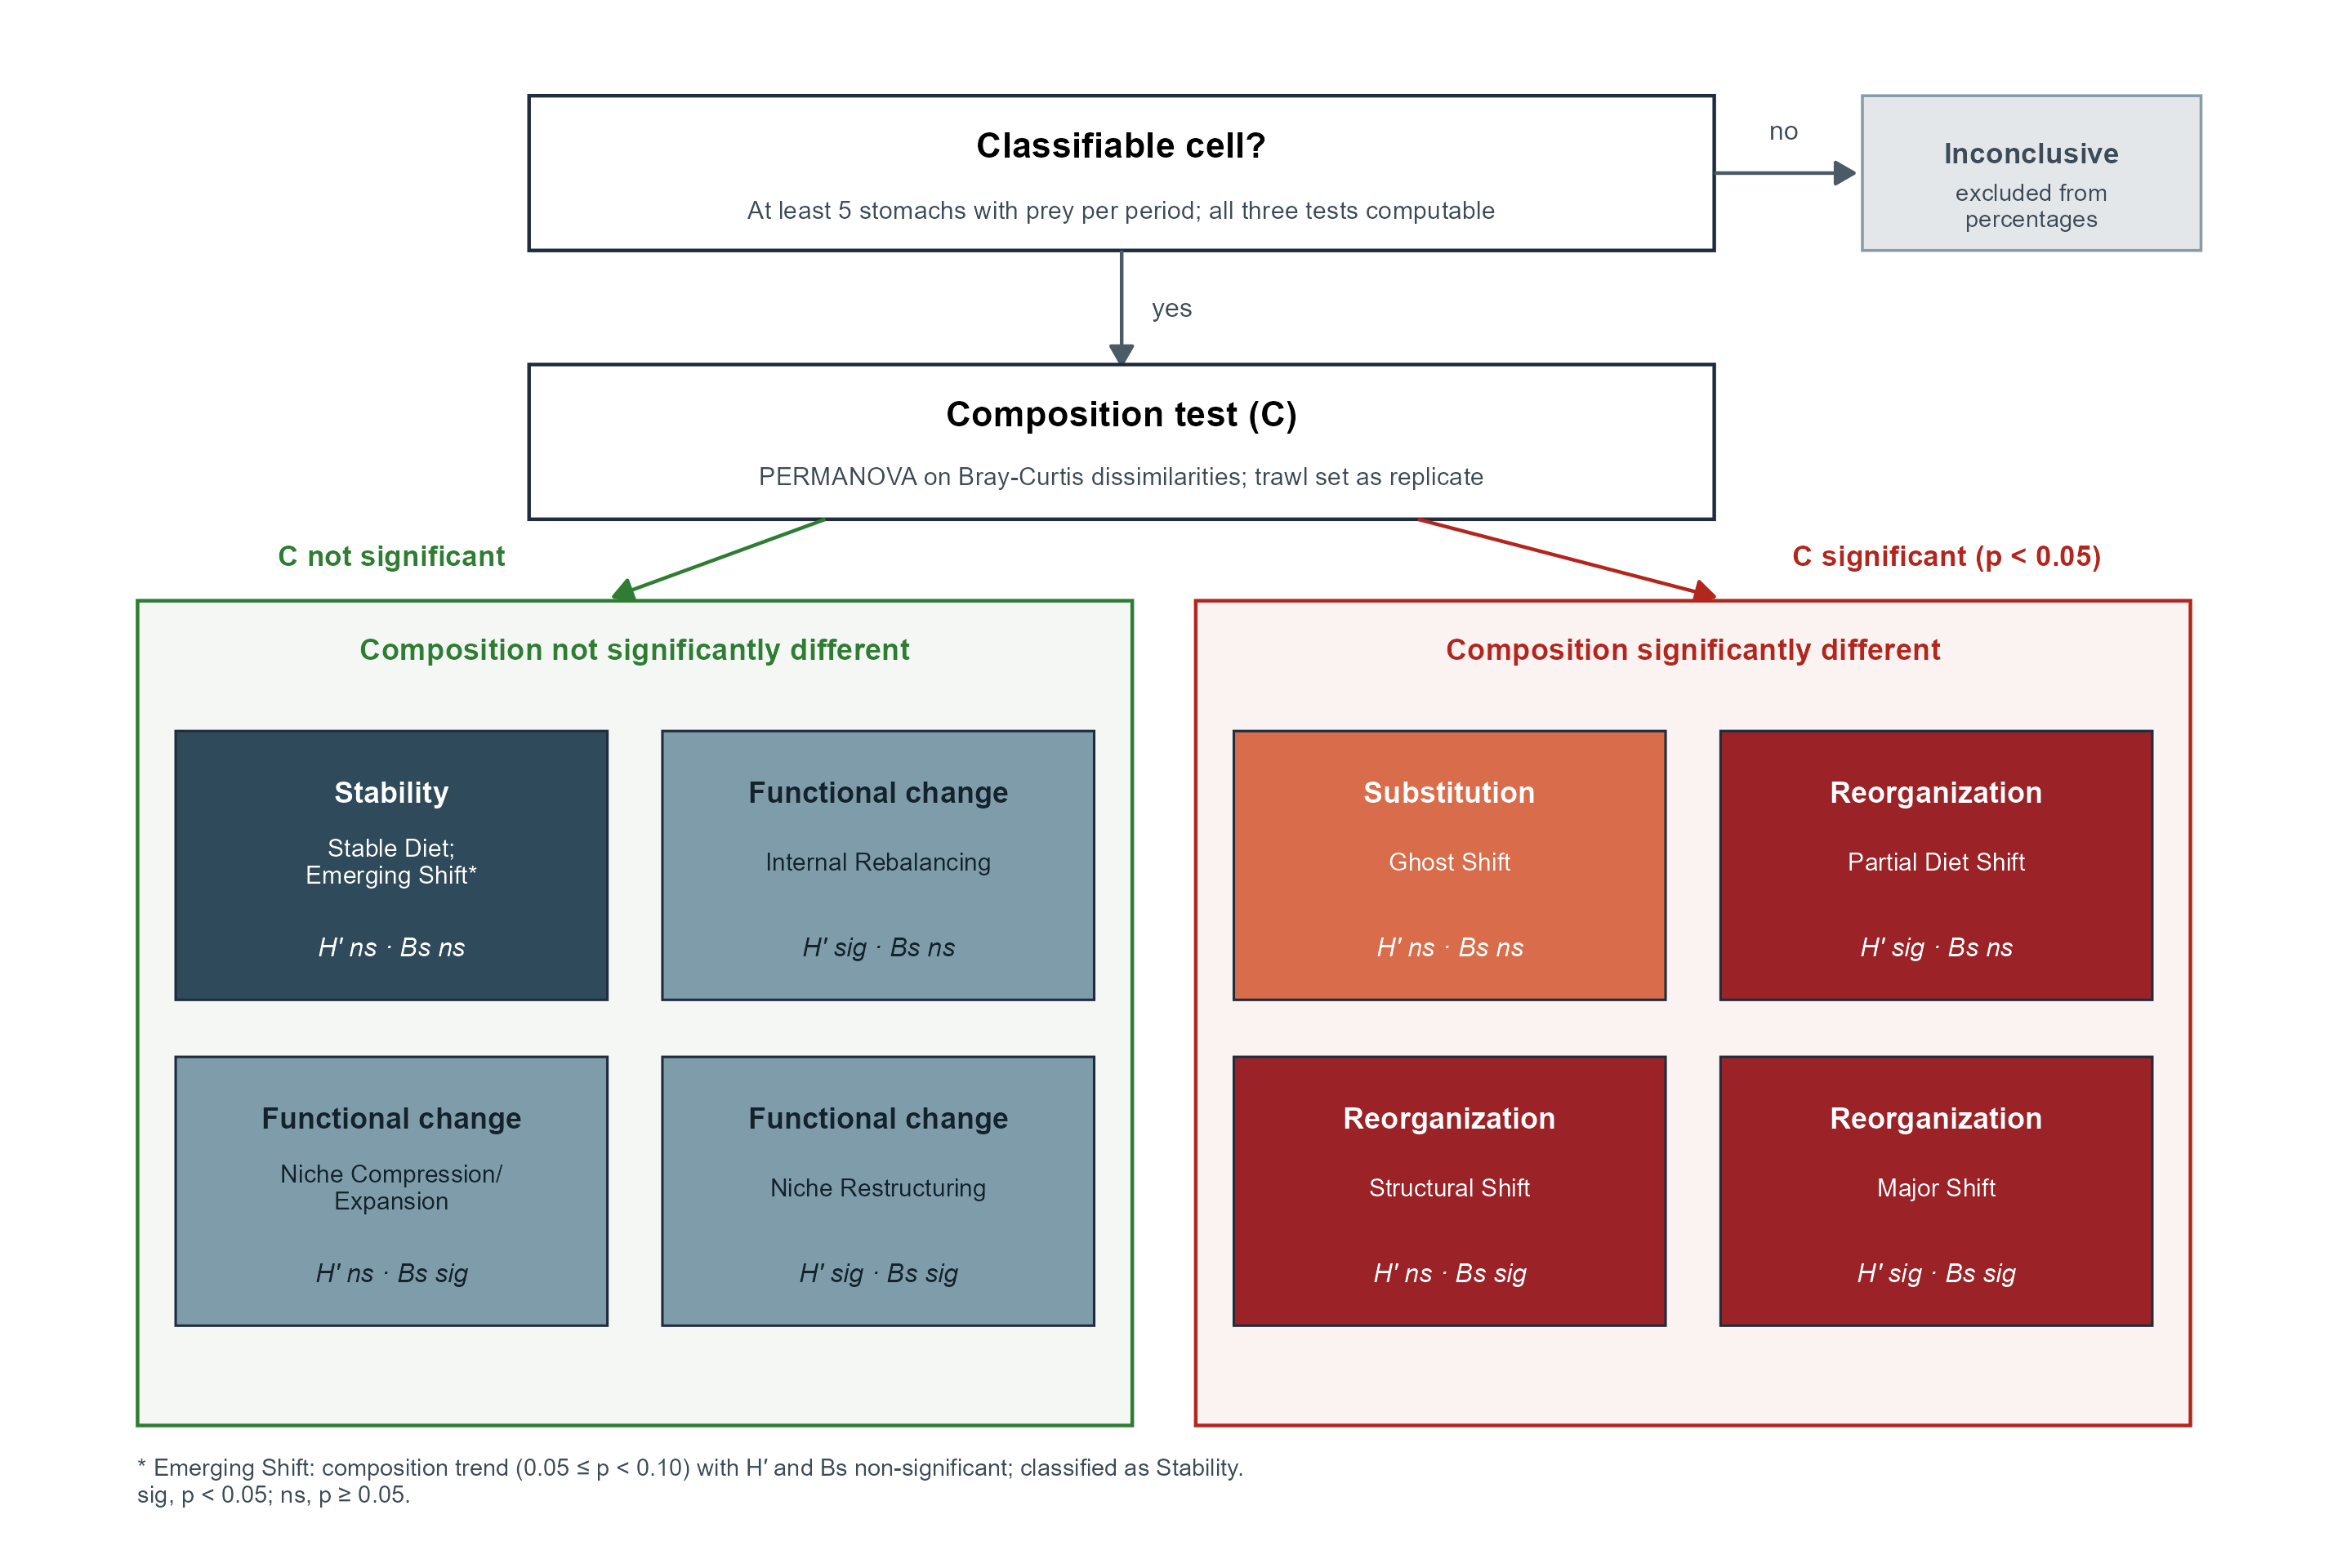 Classifiable cell?
At least 5 stomachs with prey per period; all three tests computable
no
Inconclusive
excluded from
percentages
yes
Composition test (C)
PERMANOVA on Bray-Curtis dissimilarities; trawl set as replicate
C not significant
C significant (p < 0.05)
Composition not significantly different
Stability
Stable Diet;
Emerging Shift*
H′ ns · Bs ns
Functional change
Internal Rebalancing
H′ sig · Bs ns
Functional change
Niche Compression/
Expansion
H′ ns · Bs sig
Functional change
Niche Restructuring
H′ sig · Bs sig
Composition significantly different
Substitution
Ghost Shift
H′ ns · Bs ns
Reorganization
Partial Diet Shift
H′ sig · Bs ns
Reorganization
Structural Shift
H′ ns · Bs sig
Reorganization
Major Shift
H′ sig · Bs sig
* Emerging Shift: composition trend (0.05 ≤ p < 0.10) with H′ and Bs non-significant; classified as Stability.
sig, p < 0.05; ns, p ≥ 0.05.